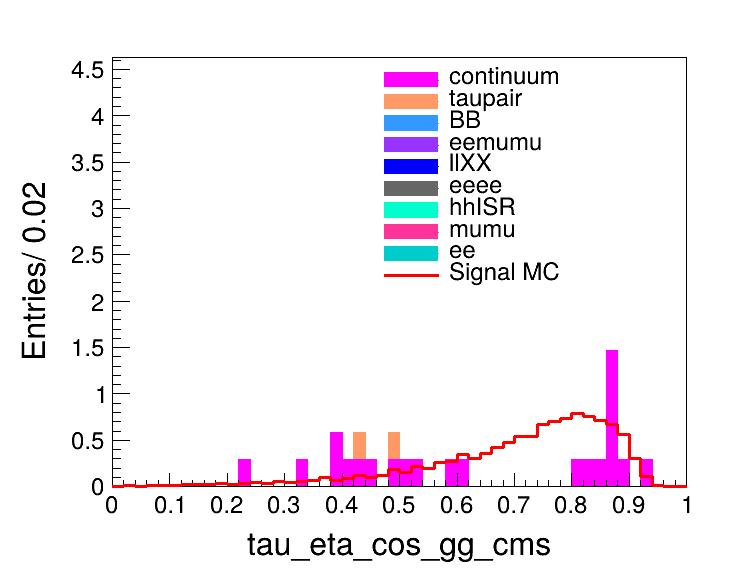 4.5
4
3.5
3
2.5
2
1.5
1
0.5
0
Entries/ 0.02
continuum
taupair
BB
eemumu
llXX
eeee
hhISR
mumu
ee
Signal MC
0 0.1 0.2 0.3 0.4 0.5 0.6 0.7 0.8 0.9 1
tau_eta_cos_gg_cms